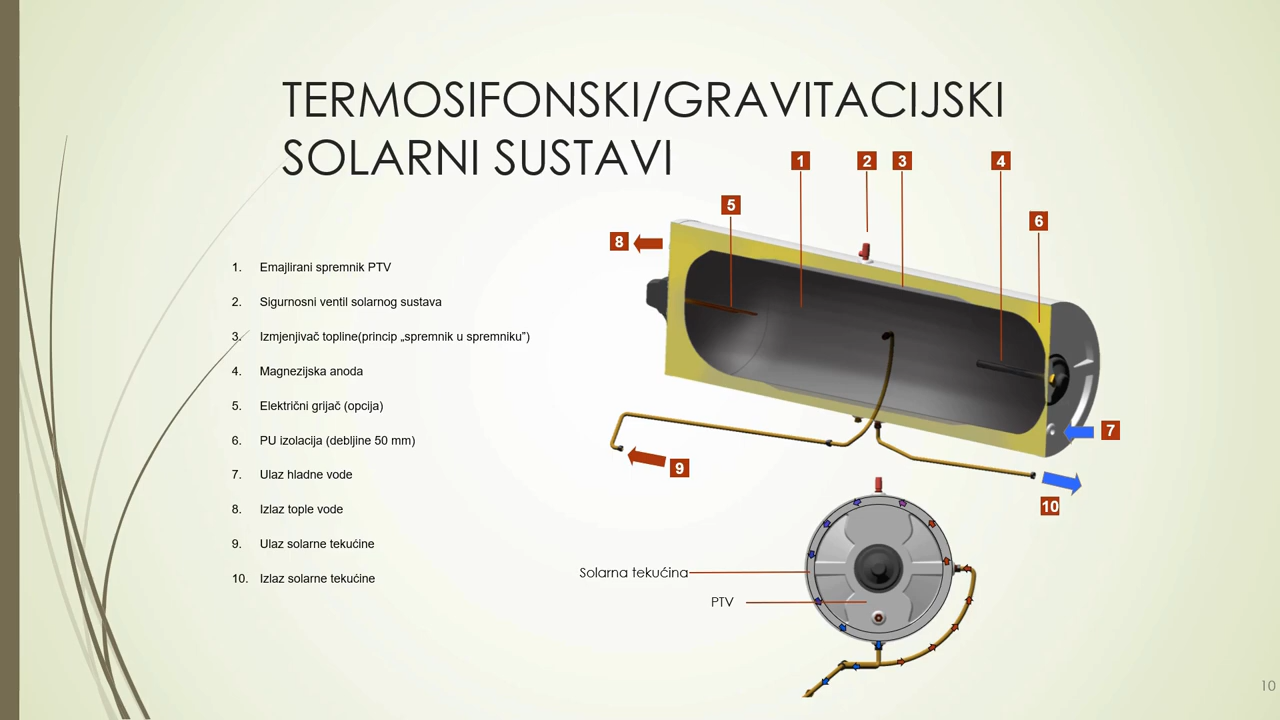 TERMOSIFONSKI/GRAVITACIJSKI
SOLARNI SUSTAVI
1. Emajlirani spremnik PTV
2. Sigurnosni ventil solarnog sustava
3. Izmjenjivač topline(princip „spremnik u spremniku”)
4. Magnezijska anoda
5. Električni grijač (opcija)
6. PU izolacija (debljine 50 mm)
7. Ulaz hladne vode
8. Izlaz tople vode
9. Ulaz solarne tekućine
10. Izlaz solarne tekućine
1
2
3
4
5
6
8
7
9
10
Solarna tekućina
PTV
10